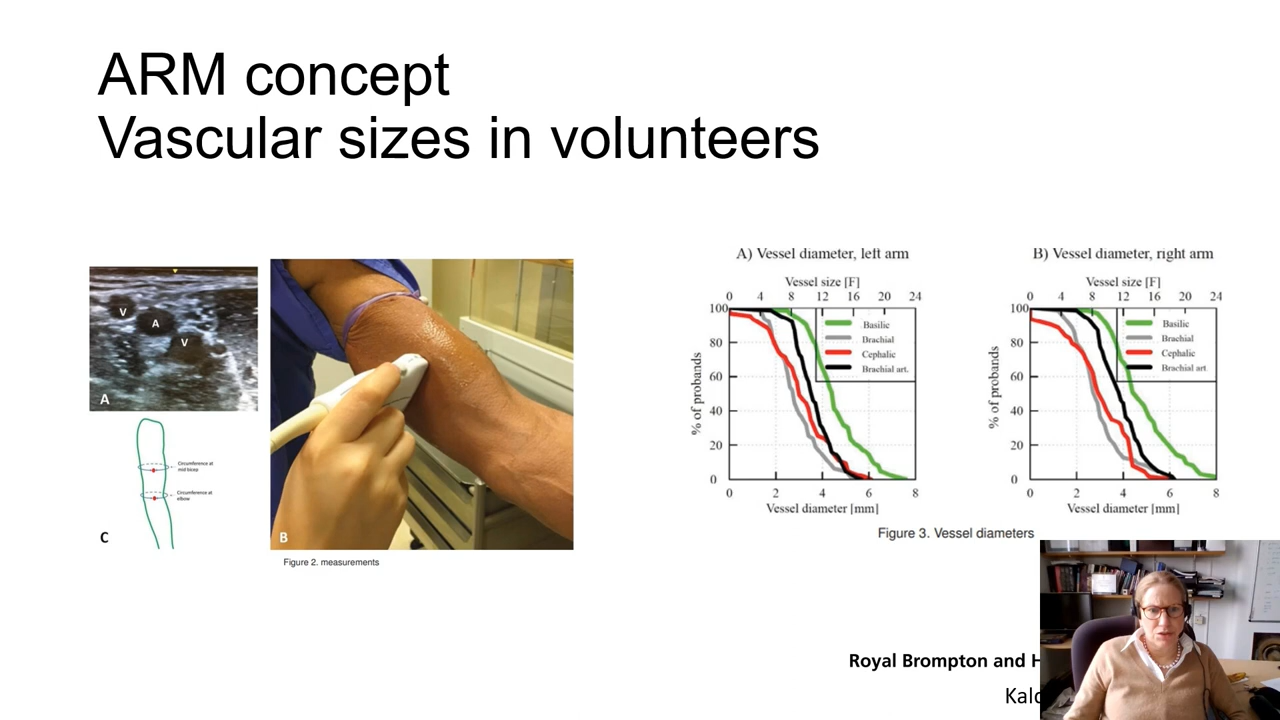 ARM concept
Vascular sizes in volunteers
V
A
V
A
Circumference at
mid bicep
Circumference at
elbow
C
B
Figure 2. measurements
A) Vessel diameter, left arm
Vessel size [F]
0 4 8 12 16 20 24
100
80
60
40
20
0
% of probands
Basilic
Brachial
Cephalic
Brachial art.
0 2 4 6 8
Vessel diameter [mm]
B) Vessel diameter, right arm
Vessel size [F]
0 4 8 12 16 20 24
100
80
60
40
20
0
% of probands
Basilic
Brachial
Cephalic
Brachial art.
0 2 4 6 8
Vessel diameter [mm]
Figure 3. Vessel diameters
Royal Brompton and H
Kal